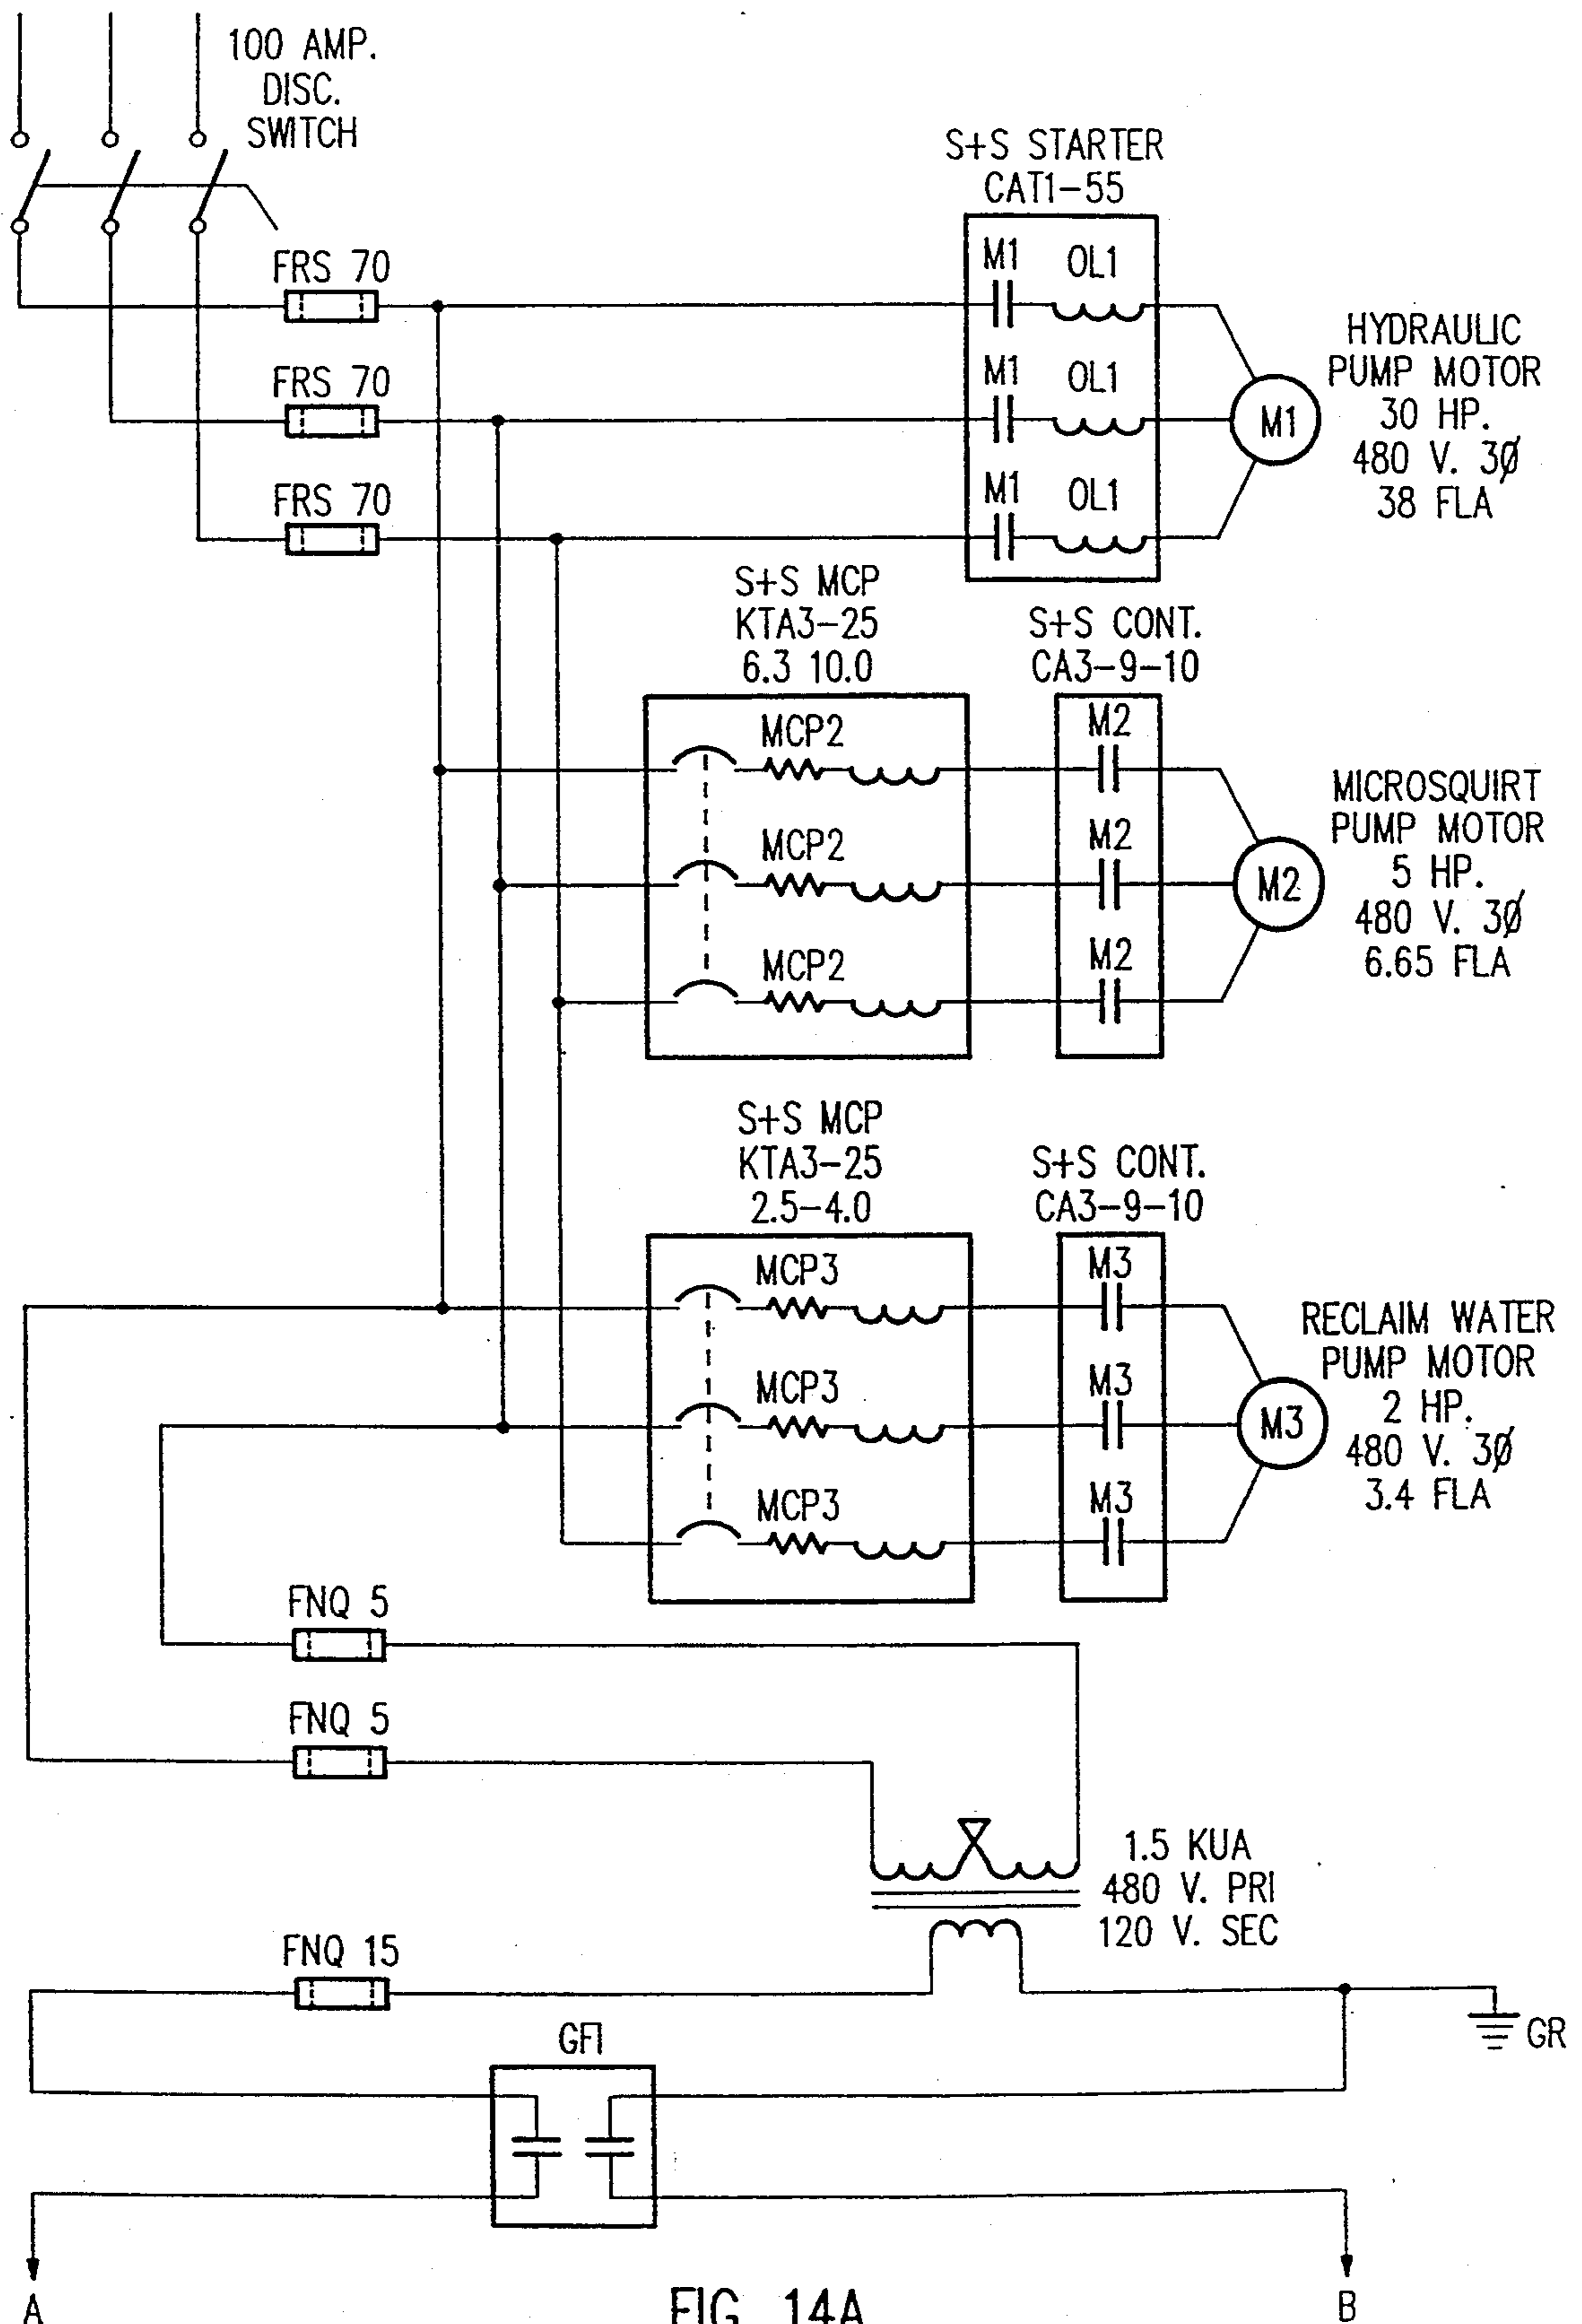 100 AMP.
DISC.
SWITCH
S+S STARTER
CAT1-55
FRS 70
M1 OL1
FRS 70
M1 OL1
FRS 70
M1 OL1
M1
HYDRAULIC
PUMP MOTOR
30 HP.
480 V. 3Ø
38 FLA
S+S MCP
KTA3-25
6.3 10.0
S+S CONT.
CA3-9-10
MCP2
M2
MCP2
M2
MCP2
M2
M2
MICROSQUIRT
PUMP MOTOR
5 HP.
480 V. 3Ø
6.65 FLA
S+S MCP
KTA3-25
2.5-4.0
S+S CONT.
CA3-9-10
MCP3
M3
MCP3
M3
MCP3
M3
M3
RECLAIM WATER
PUMP MOTOR
2 HP.
480 V. 3Ø
3.4 FLA
FNQ 5
FNQ 5
1.5 KUA
480 V. PRI
120 V. SEC
FNQ 15
GR
GFI
A
B
FIG. 14A